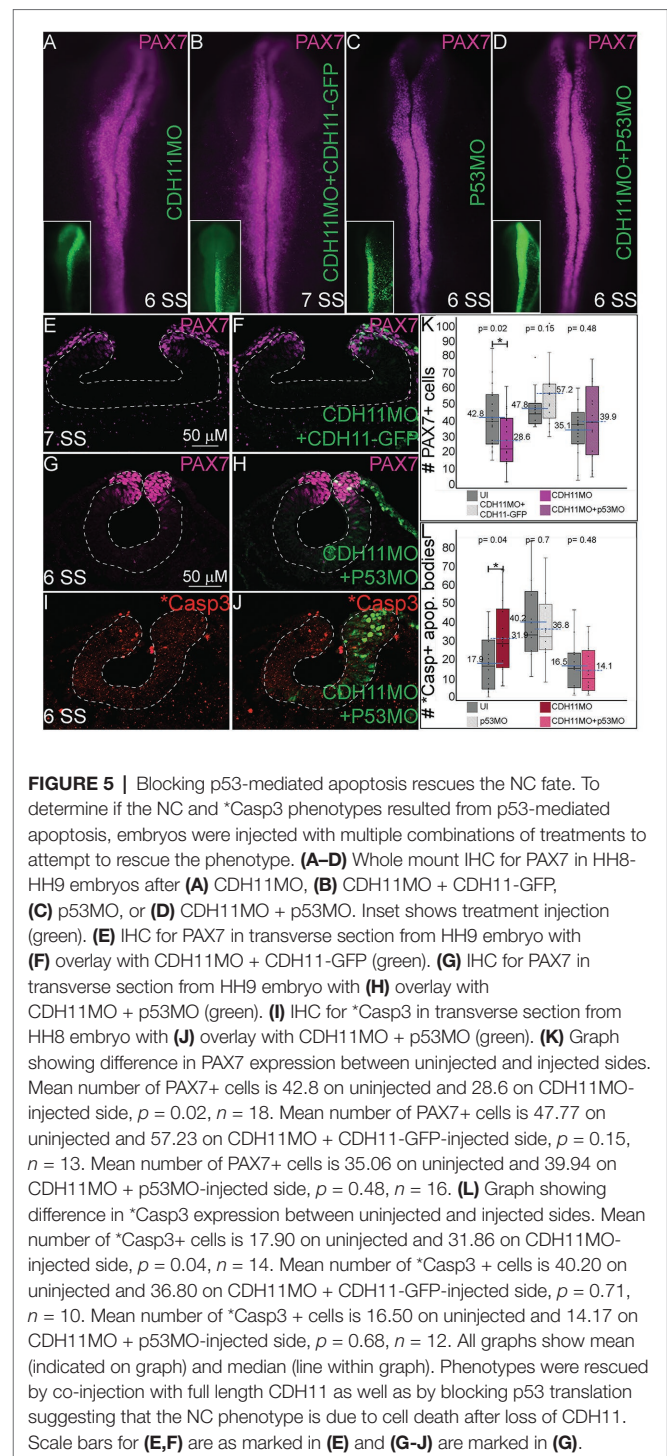 A
PAX7
B
PAX7
C
PAX7
D
PAX7
CDH11MO
CDH11MO+CDH11-GFP
P53MO
CDH11MO+P53MO
6 SS
7 SS
6 SS
6 SS
E
PAX7
F
7 SS
50 µM
CDH11MO
+CDH11-GFP
G
PAX7
H
6 SS
50 µM
CDH11MO
+P53MO
I
*Casp3
J
6 SS
CDH11MO
+P53MO
K
# PAX7+ cells
100
90
80
70
60
50
40
30
20
10
0
p= 0.02
p= 0.15
p= 0.48
*
42.8
28.6
47.8
57.2
35.1
39.9
UI
CDH11MO
CDH11MO+
CDH11-GFP
CDH11MO+p53MO
L
# *Casp+ apop. bodies
80
70
60
50
40
30
20
10
0
p= 0.04
p= 0.7
p= 0.48
*
17.9
31.9
40.2
36.8
16.5
14.1
UI
CDH11MO
p53MO
CDH11MO+p53MO
FIGURE 5 | Blocking p53-mediated apoptosis rescues the NC fate. To
determine if the NC and *Casp3 phenotypes resulted from p53-mediated
apoptosis, embryos were injected with multiple combinations of treatments to
attempt to rescue the phenotype. (A–D) Whole mount IHC for PAX7 in HH8-
HH9 embryos after (A) CDH11MO, (B) CDH11MO + CDH11-GFP,
(C) p53MO, or (D) CDH11MO + p53MO. Inset shows treatment injection
(green). (E) IHC for PAX7 in transverse section from HH9 embryo with
(F) overlay with CDH11MO + CDH11-GFP (green). (G) IHC for PAX7 in
transverse section from HH9 embryo with (H) overlay with
CDH11MO + p53MO (green). (I) IHC for *Casp3 in transverse section from
HH8 embryo with (J) overlay with CDH11MO + p53MO (green). (K) Graph
showing difference in PAX7 expression between uninjected and injected sides.
Mean number of PAX7+ cells is 42.8 on uninjected and 28.6 on CDH11MO-
injected side, p = 0.02, n = 18. Mean number of PAX7+ cells is 47.77 on
uninjected and 57.23 on CDH11MO + CDH11-GFP-injected side, p = 0.15,
n = 13. Mean number of PAX7+ cells is 35.06 on uninjected and 39.94 on
CDH11MO + p53MO-injected side, p = 0.48, n = 16. (L) Graph showing
difference in *Casp3 expression between uninjected and injected sides. Mean
number of *Casp3+ cells is 17.90 on uninjected and 31.86 on CDH11MO-
injected side, p = 0.04, n = 14. Mean number of *Casp3 + cells is 40.20 on
uninjected and 36.80 on CDH11MO + CDH11-GFP-injected side, p = 0.71,
n = 10. Mean number of *Casp3 + cells is 16.50 on uninjected and 14.17 on
CDH11MO + p53MO-injected side, p = 0.68, n = 12. All graphs show mean
(indicated on graph) and median (line within graph). Phenotypes were rescued
by co-injection with full length CDH11 as well as by blocking p53 translation
suggesting that the NC phenotype is due to cell death after loss of CDH11.
Scale bars for (E,F) are as marked in (E) and (G-J) are marked in (G).